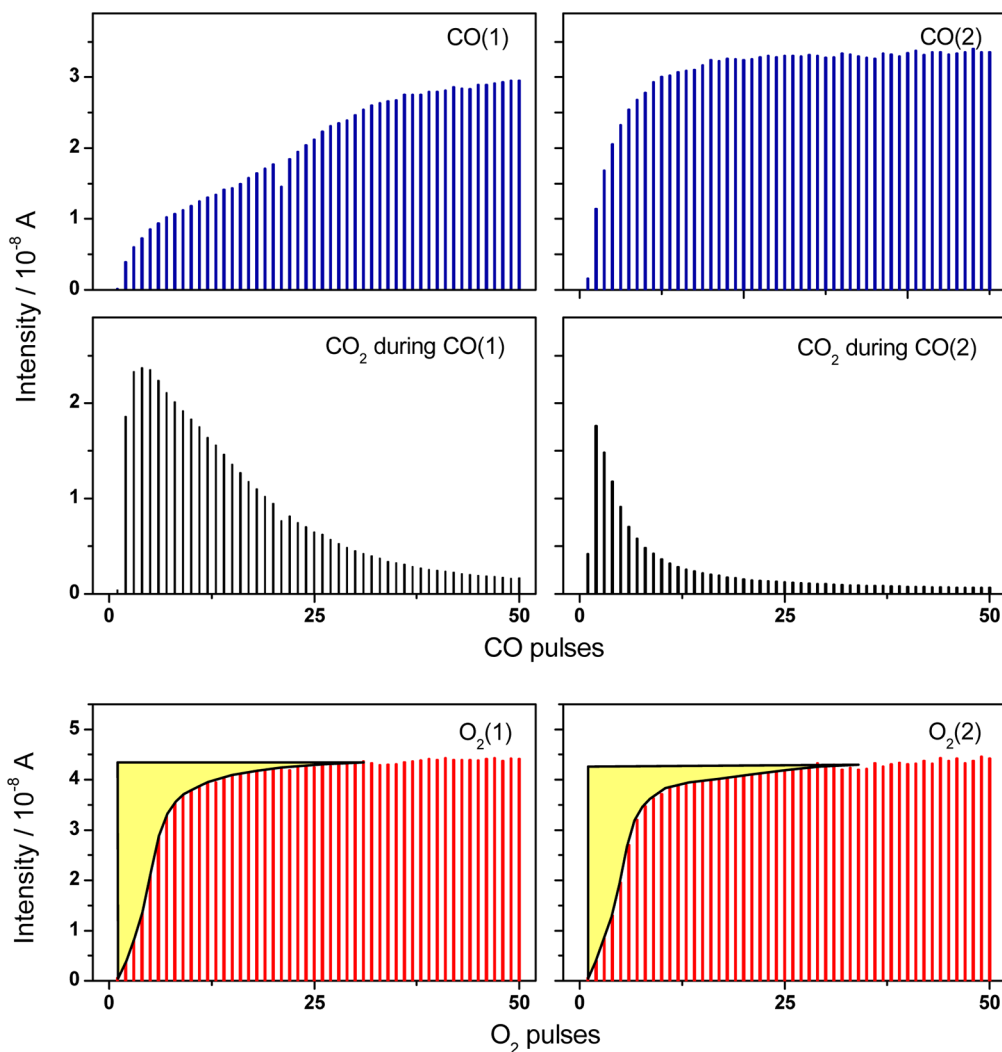 CO(1)
CO(2)
3
2
1
0
Intensity / 10⁻⁸ A
CO₂ during CO(1)
CO₂ during CO(2)
2
1
0
0
25
50
0
25
50
CO pulses
O₂(1)
O₂(2)
5
4
3
2
1
0
Intensity / 10⁻⁸ A
0
25
50
0
25
50
O₂ pulses